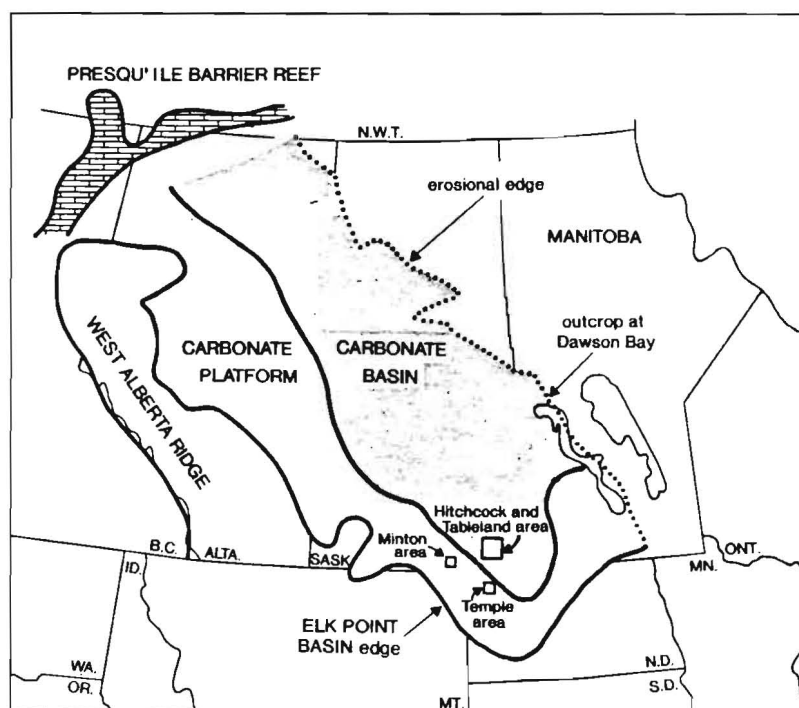 PRESQU' ILE BARRIER REEF
N.W.T.
erosional edge
MANITOBA
outcrop at
Dawson Bay
WEST ALBERTA RIDGE
CARBONATE
PLATFORM
CARBONATE
BASIN
Hitchcock and
Tableland area
Minton
area
B.C.
ALTA.
SASK
ONT.
MN.
ID.
Temple
area
ELK POINT
BASIN edge
WA.
OR.
MT.
N.D.
S.D.